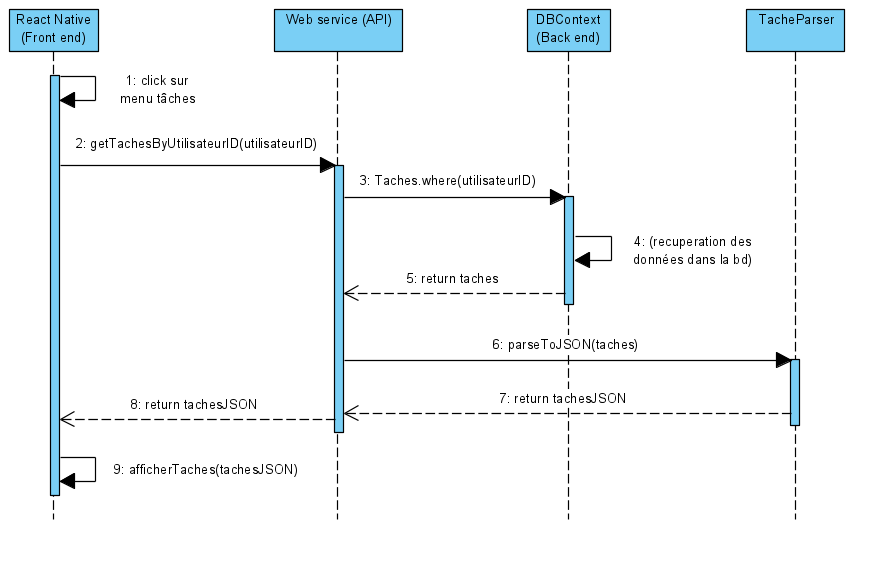 React Native
(Front end)
Web service (API)
DBContext
(Back end)
TacheParser
1: click sur
menu tâches
2: getTachesByUtilisateurID(utilisateurID)
3: Taches.where(utilisateurID)
4: (recuperation des
données dans la bd)
5: return taches
6: parseToJSON(taches)
7: return tachesJSON
8: return tachesJSON
9: afficherTaches(tachesJSON)